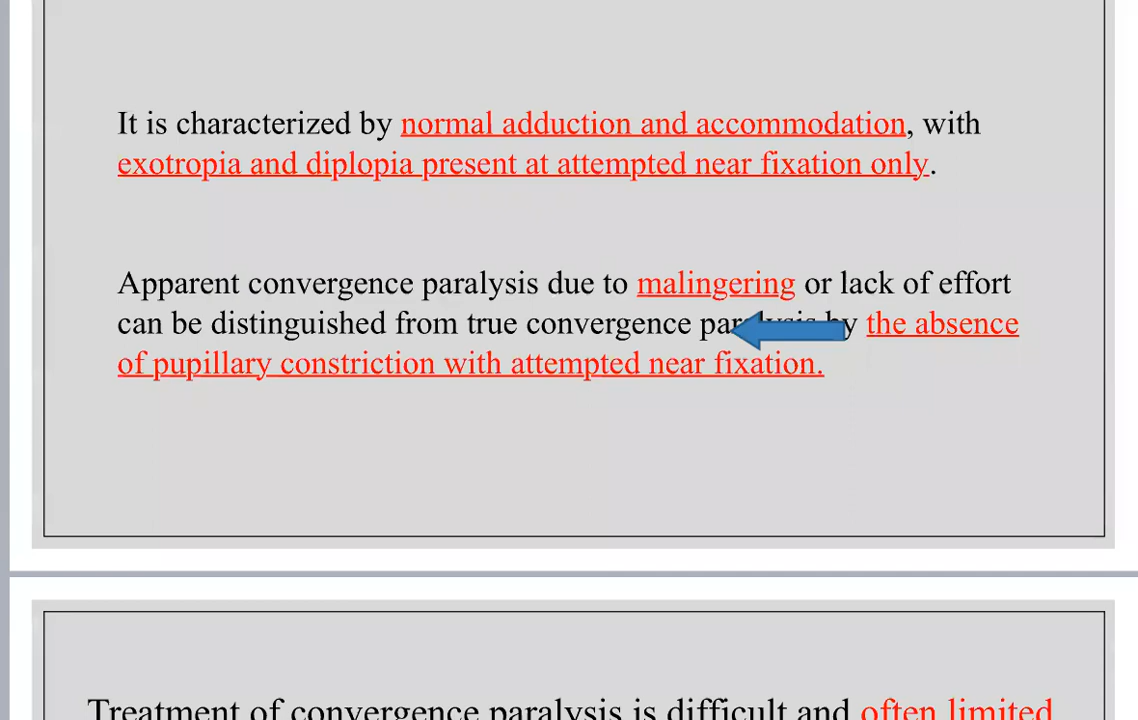 It is characterized by normal adduction and accommodation, with
exotropia and diplopia present at attempted near fixation only.
Apparent convergence paralysis due to malingering or lack of effort
can be distinguished from true convergence paralysis by the absence
of pupillary constriction with attempted near fixation.
Treatment of convergence paralysis is difficult and often limited